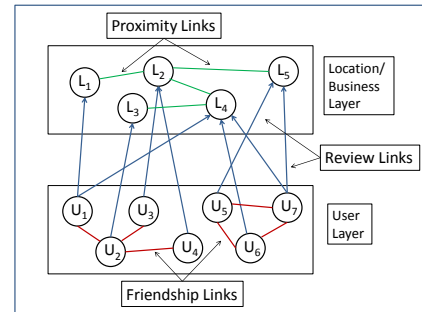 Proximity Links
L1
L2
L5
L3
L4
Location/
Business
Layer
Review Links
U1
U3
U5
U7
U2
U4
U6
User
Layer
Friendship Links